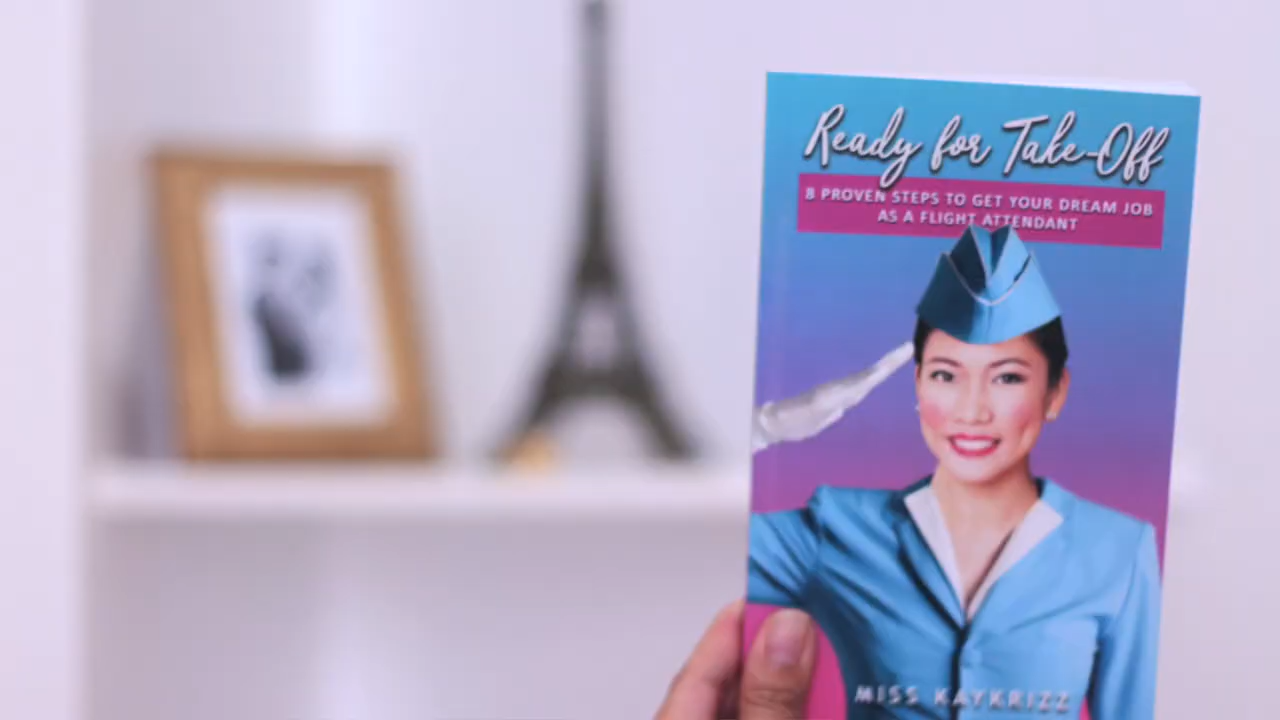 Ready for Take-Off
8 PROVEN STEPS TO GET YOUR DREAM JOB
AS A FLIGHT ATTENDANT
MISS KAYKRIZZ